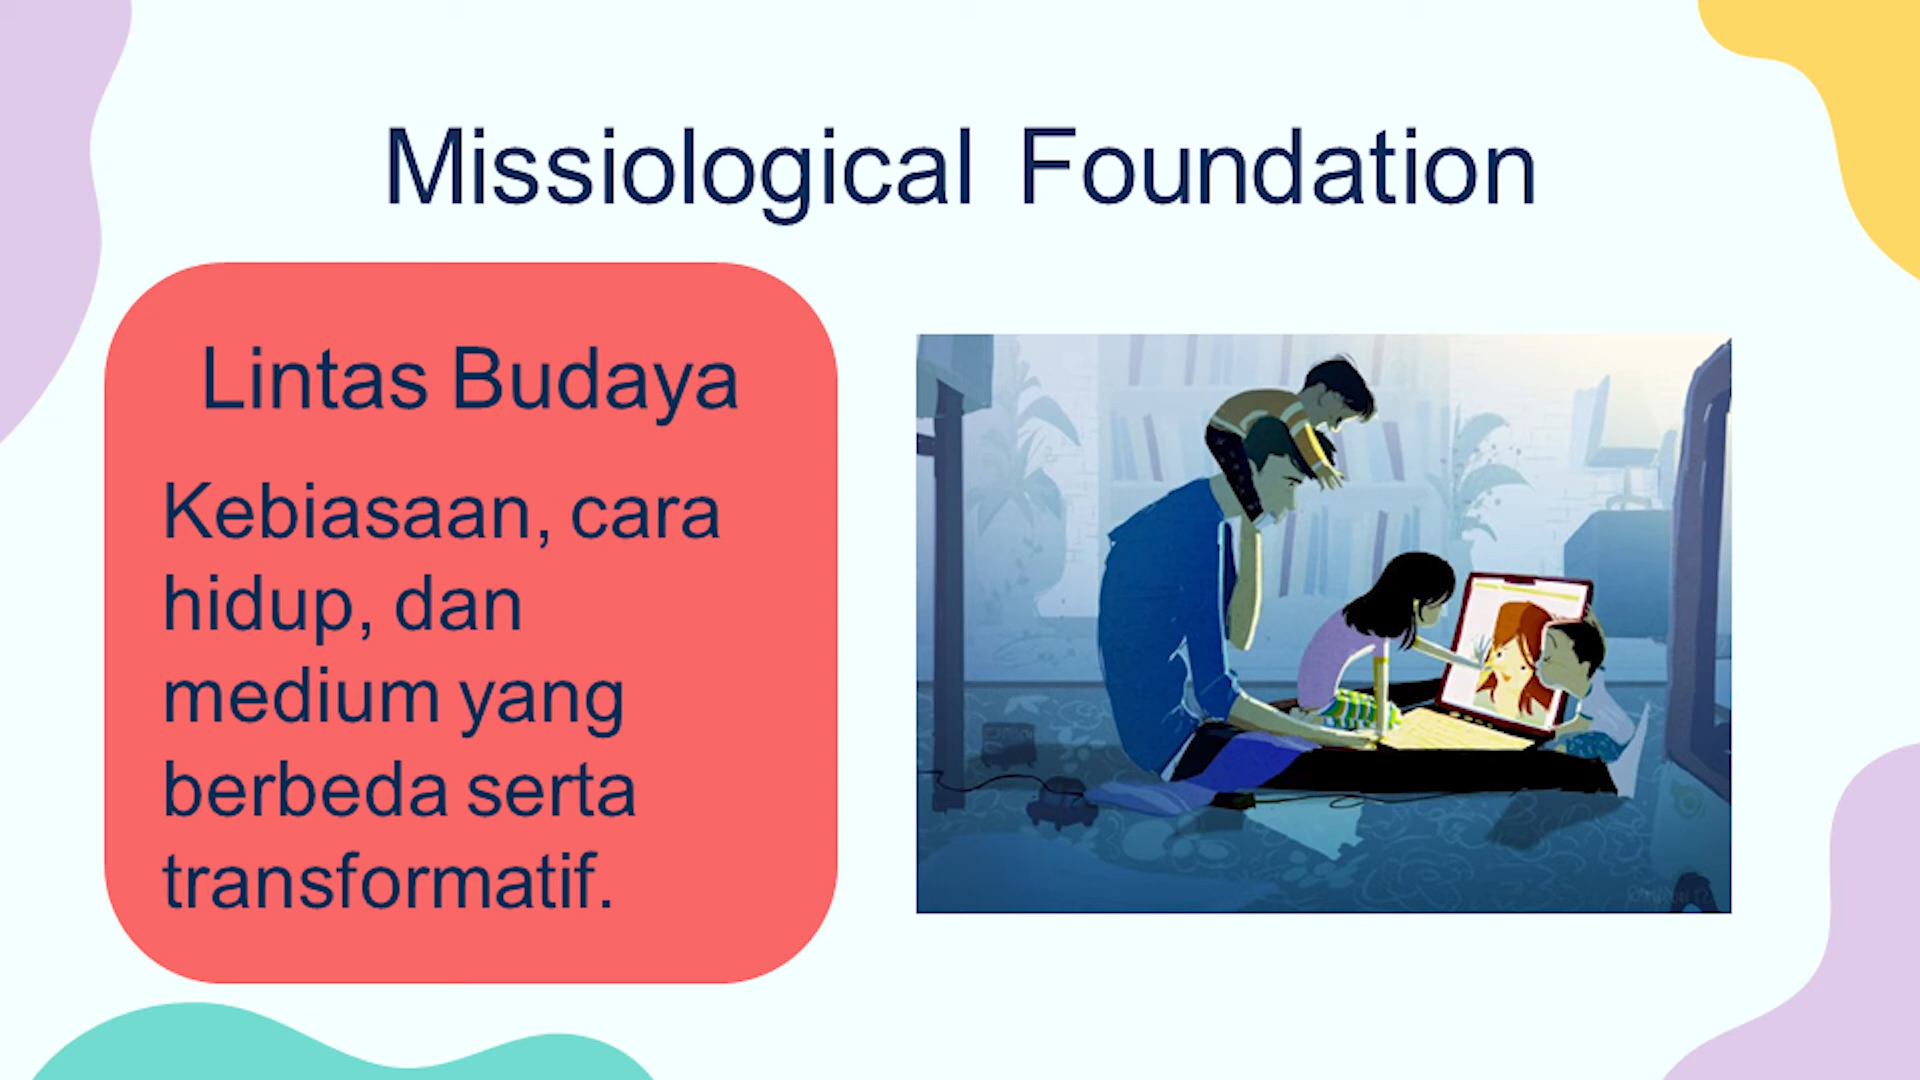 Missiological Foundation
Lintas Budaya
Kebiasaan, cara
hidup, dan
medium yang
berbeda serta
transformatif.